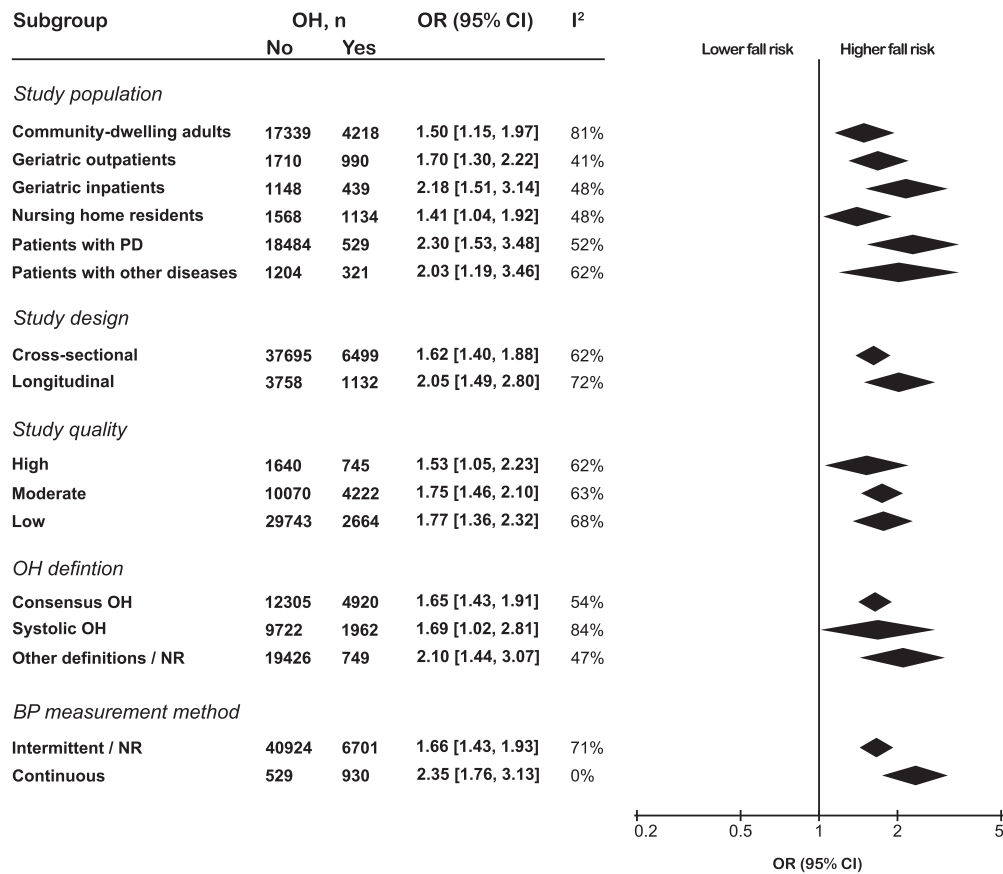 Subgroup OH, n OR (95% CI) I²
No Yes Lower fall risk Higher fall risk
Study population
Community-dwelling adults 17339 4218 1.50 [1.15, 1.97] 81%
Geriatric outpatients 1710 990 1.70 [1.30, 2.22] 41%
Geriatric inpatients 1148 439 2.18 [1.51, 3.14] 48%
Nursing home residents 1568 1134 1.41 [1.04, 1.92] 48%
Patients with PD 18484 529 2.30 [1.53, 3.48] 52%
Patients with other diseases 1204 321 2.03 [1.19, 3.46] 62%
Study design
Cross-sectional 37695 6499 1.62 [1.40, 1.88] 62%
Longitudinal 3758 1132 2.05 [1.49, 2.80] 72%
Study quality
High 1640 745 1.53 [1.05, 2.23] 62%
Moderate 10070 4222 1.75 [1.46, 2.10] 63%
Low 29743 2664 1.77 [1.36, 2.32] 68%
OH defintion
Consensus OH 12305 4920 1.65 [1.43, 1.91] 54%
Systolic OH 9722 1962 1.69 [1.02, 2.81] 84%
Other definitions / NR 19426 749 2.10 [1.44, 3.07] 47%
BP measurement method
Intermittent / NR 40924 6701 1.66 [1.43, 1.93] 71%
Continuous 529 930 2.35 [1.76, 3.13] 0%
0.2 0.5 1 2 5
OR (95% CI)